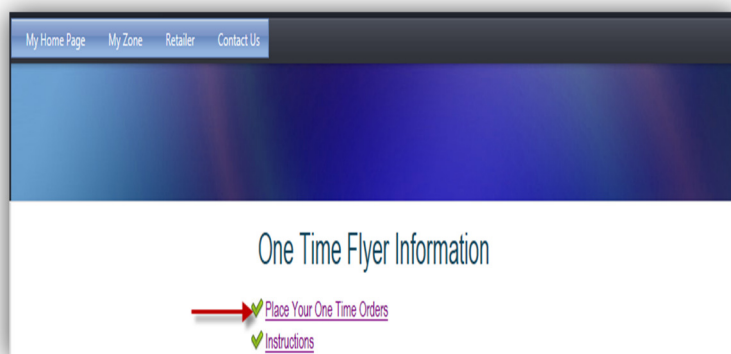 My Home Page My Zone Retailer Contact Us
One Time Flyer Information
Place Your One Time Orders
Instructions